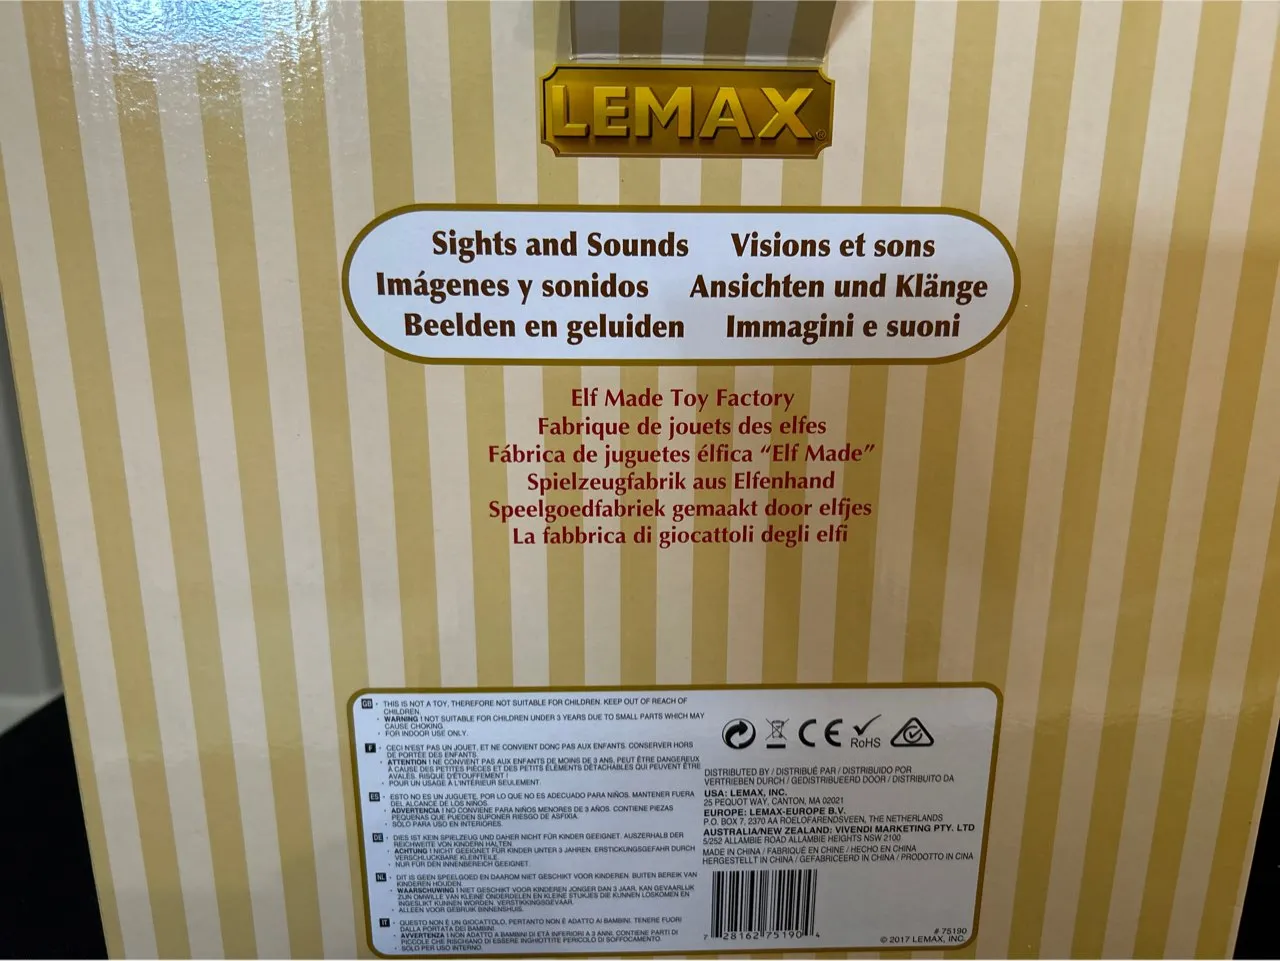 LEMAX®
Sights and Sounds Visions et sons
Imágenes y sonidos Ansichten und Klänge
Beelden en geluiden Immagini e suoni
Elf Made Toy Factory
Fabrique de jouets des elfes
Fábrica de juguetes élfica “Elf Made”
Spielzeugfabrik aus Elfenhand
Speelgoedfabriek gemaakt door elfjes
La fabbrica di giocattoli degli elfi
GB • THIS IS NOT A TOY, THEREFORE NOT SUITABLE FOR CHILDREN. KEEP OUT OF REACH OF
CHILDREN.
• WARNING ! NOT SUITABLE FOR CHILDREN UNDER 3 YEARS DUE TO SMALL PARTS WHICH MAY
CAUSE CHOKING.
• FOR INDOOR USE ONLY.
F • CECI N'EST PAS UN JOUET, ET NE CONVIENT DONC PAS AUX ENFANTS. CONSERVER HORS
DE PORTÉE DES ENFANTS.
• ATTENTION ! NE CONVIENT PAS AUX ENFANTS DE MOINS DE 3 ANS, PEUT ÊTRE DANGEREUX
À CAUSE DES PETITES PIÈCES ET DES PETITS ÉLÉMENTS DÉTACHABLES QUI PEUVENT ÊTRE
AVALÉS. RISQUE D'ÉTOUFFEMENT !
• POUR UN USAGE À L'INTÉRIEUR SEULEMENT.
ES • ESTO NO ES UN JUGUETE, POR LO QUE NO ES ADECUADO PARA NIÑOS. MANTENER FUERA
DEL ALCANCE DE LOS NIÑOS.
• ADVERTENCIA ! NO CONVIENE PARA NIÑOS MENORES DE 3 AÑOS. CONTIENE PIEZAS
PEQUEÑAS QUE PUEDEN SUPONER RIESGO DE ASFIXIA.
• SÓLO PARA USO EN INTERIORES.
DE • DIES IST KEIN SPIELZEUG UND DAHER NICHT FÜR KINDER GEEIGNET. AUSZERHALB DER
REICHWEITE VON KINDERN HALTEN.
• ACHTUNG ! NICHT GEEIGNET FÜR KINDER UNTER 3 JAHREN. ERSTICKUNGSGEFAHR DURCH
VERSCHLUCKBARE KLEINTEILE.
• NUR FÜR DEN INNENBEREICH GEEIGNET.
NL • DIT IS GEEN SPEELGOED EN DAAROM NIET GESCHIKT VOOR KINDEREN. BUITEN BEREIK VAN
KINDEREN HOUDEN.
• WAARSCHUWING ! NIET GESCHIKT VOOR KINDEREN JONGER DAN 3 JAAR. KAN GEVAARLIJK
ZIJN OMWILLE VAN KLEINE ONDERDELEN EN KLEINE STUKJES DIE KUNNEN LOSKOMEN EN
INGESLIKT KUNNEN WORDEN. VERSTIKKINGSGEVAAR.
• ALLEEN VOOR GEBRUIK BINNENSHUIS.
IT • QUESTO NON È UN GIOCATTOLO, PERTANTO NON È ADATTO AI BAMBINI. TENERE FUORI
DALLA PORTATA DEI BAMBINI.
• AVVERTENZA ! NON ADATTO A BAMBINI DI ETÀ INFERIORI A 3 ANNI. CONTIENE PARTI DI
PICCOLE CHE RISCHIANO DI ESSERE INGHIOTTITE PERICOLO DI SOFFOCAMENTO.
• SOLO PER USO INTERNO.
CE RoHS
DISTRIBUTED BY / DISTRIBUÉ PAR / DISTRIBUIDO POR
VERTRIEBEN DURCH / GEDISTRIBUEERD DOOR / DISTRIBUITO DA
USA: LEMAX, INC.
25 PEQUOT WAY, CANTON, MA 02021
EUROPE: LEMAX-EUROPE B.V.
P.O. BOX 7, 2370 AA ROELOFARENDSVEEN, THE NETHERLANDS
AUSTRALIA/NEW ZEALAND: VIVENDI MARKETING PTY. LTD
5/252 ALLAMBIE ROAD ALLAMBIE HEIGHTS NSW 2100
MADE IN CHINA / FABRIQUÉ EN CHINE / HECHO EN CHINA
HERGESTELLT IN CHINA / GEFABRICEERD IN CHINA / PRODOTTO IN CINA
7 28162 75190 4
# 75190
© 2017 LEMAX, INC.